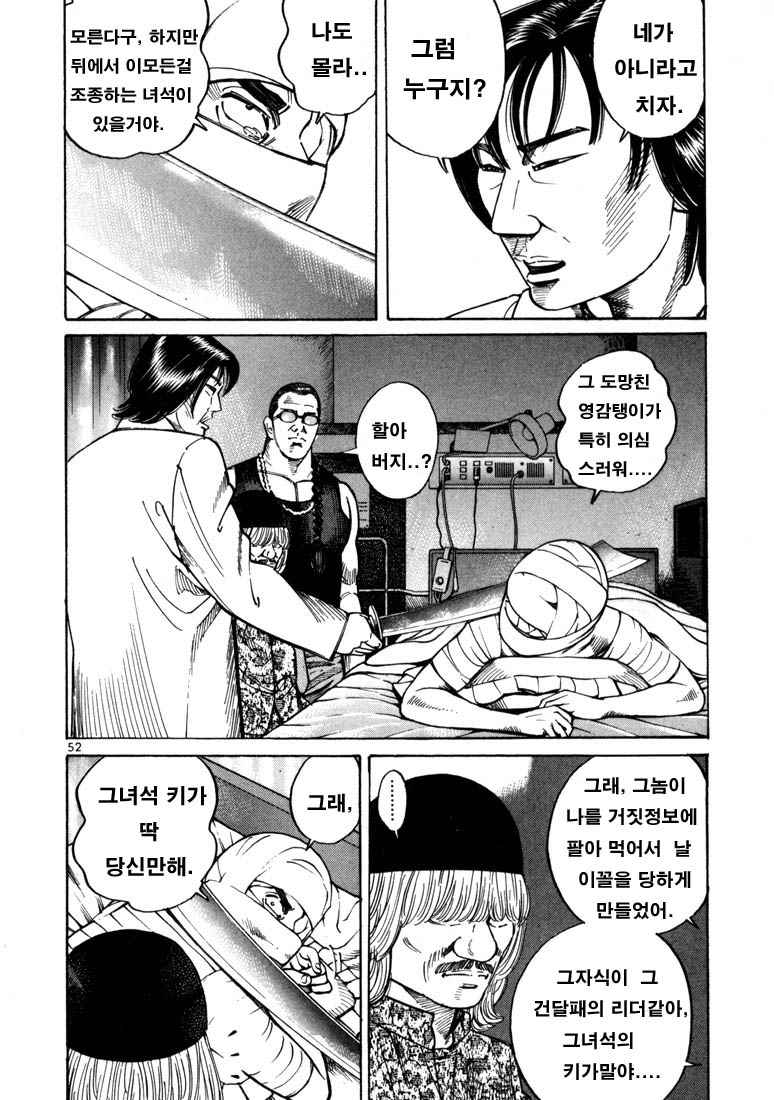 네가
아니라고
치자.
그럼
누구지?
나도
몰라..
모른다구, 하지만
뒤에서 이모든걸
조종하는 녀석이
있을거야.
그 도망친
영감탱이가
특히 의심
스러워....
할아
버지..?
52
그래, 그놈이
나를 거짓정보에
팔아 먹어서 날
이꼴을 당하게
만들었어.
그자식이 그
건달패의 리더같아,
그녀석의
키가말야....
………
그래,
그녀석 키가
딱
당신만해.